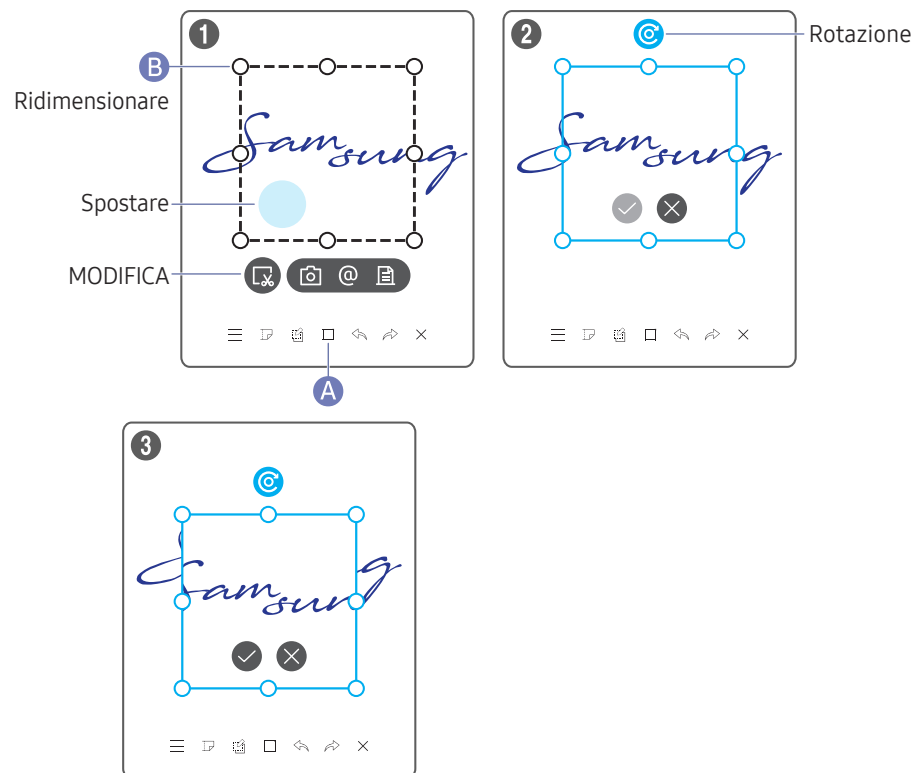 1
B
Ridimensionare
Samsung
Spostare
MODIFICA
@
A
2
Rotazione
Samsung
3
Samsung